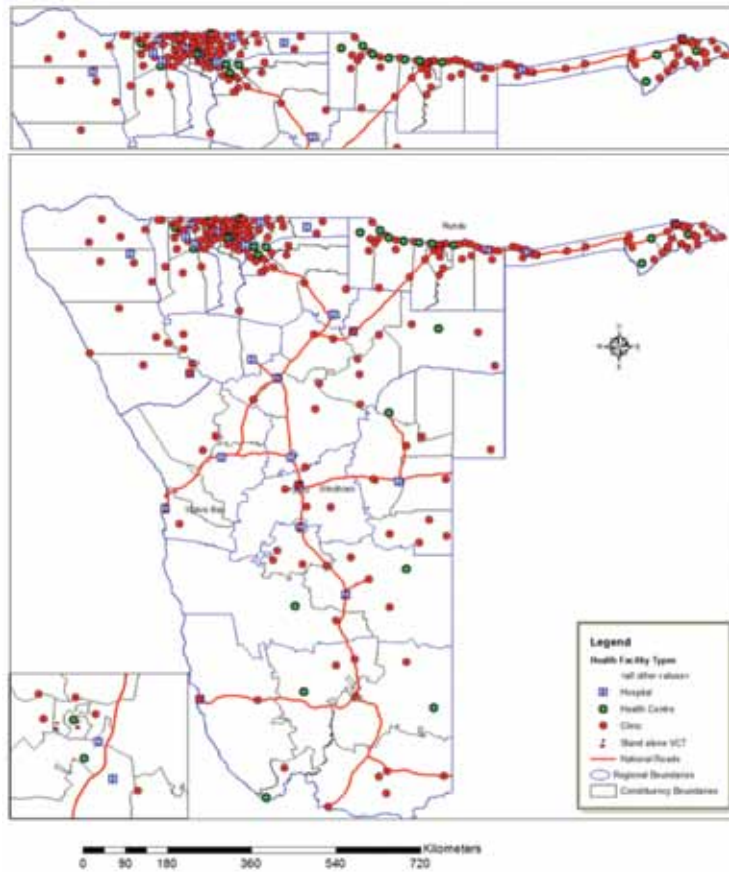 Rundu
Windhoek
Walvis Bay
N
W E
S
Legend
Health Facility Types
<all other values>
Hospital
Health Centre
Clinic
Stand alone VCT
National Roads
Regional Boundaries
Constituency Boundaries
Kilometers
0 90 180 360 540 720